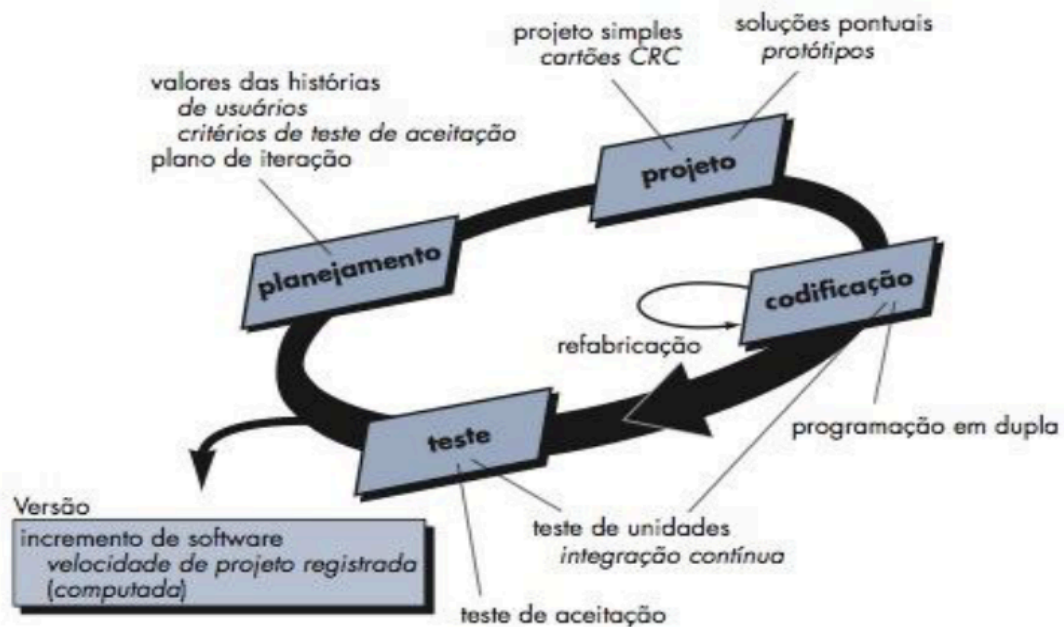 projeto simples
cartões CRC
soluções pontuais
protótipos
valores das histórias
de usuários
critérios de teste de aceitação
plano de iteração
projeto
planejamento
codificação
refabricação
programação em dupla
teste
teste de unidades
integração contínua
teste de aceitação
Versão
incremento de software
velocidade de projeto registrada
(computada)